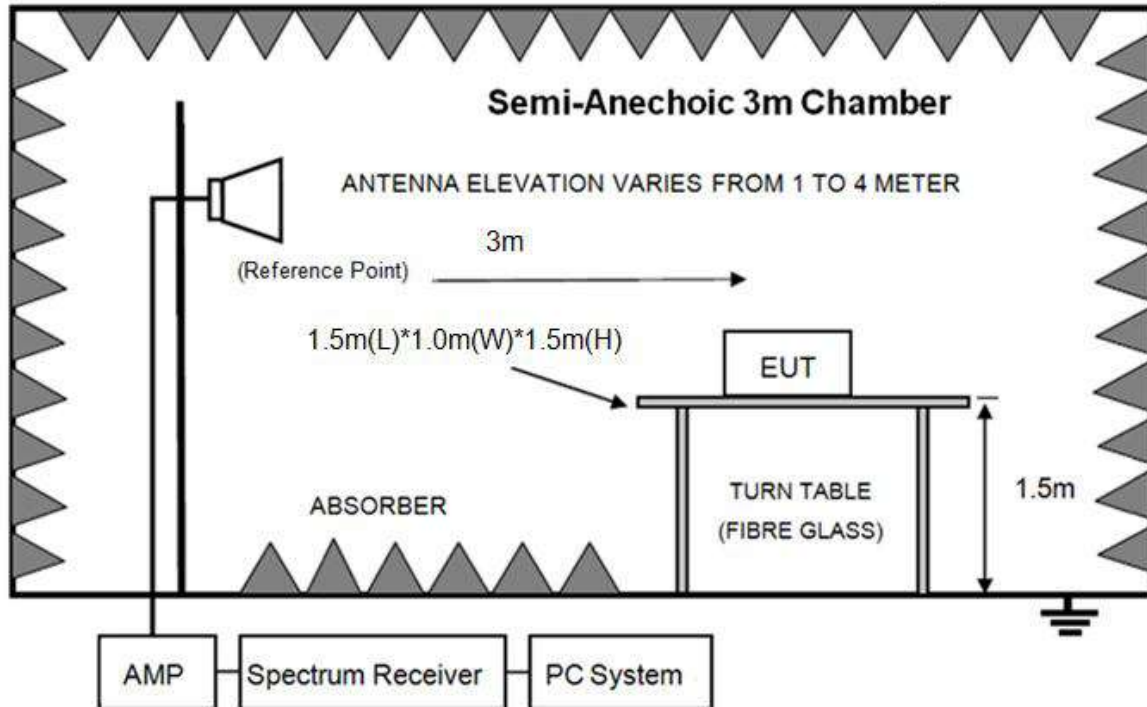 Semi-Anechoic 3m Chamber
ANTENNA ELEVATION VARIES FROM 1 TO 4 METER
3m
(Reference Point)
1.5m(L)*1.0m(W)*1.5m(H)
EUT
ABSORBER
TURN TABLE
(FIBRE GLASS)
1.5m
AMP
Spectrum Receiver
PC System